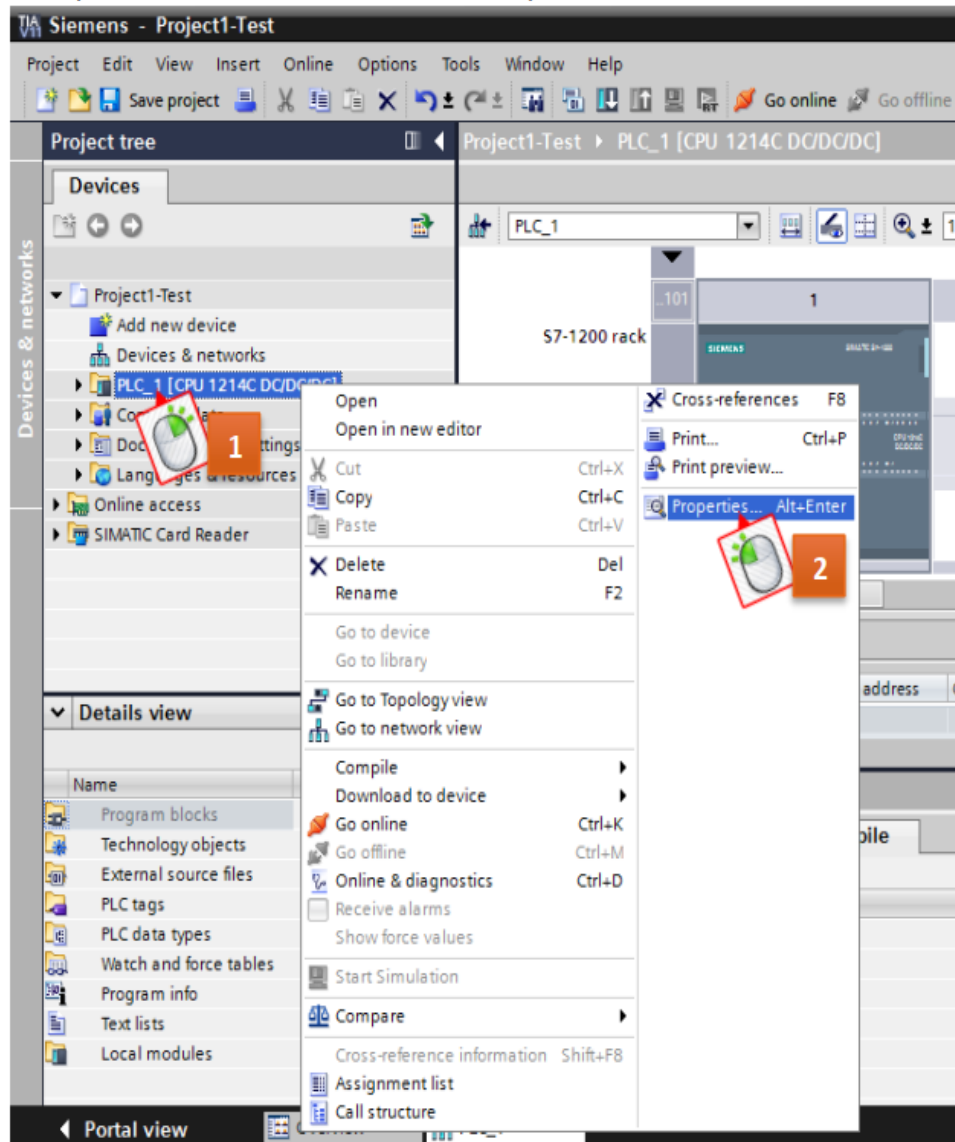 Siemens - Project1-Test
Project Edit View Insert Online Options Tools Window Help
Save project Go online Go offline
Project tree
Project1-Test PLC_1 [CPU 1214C DC/DC/DC]
Devices
PLC_1
Devices & networks
Project1-Test
Add new device
Devices & networks
PLC_1 [CPU 1214C DC/DC/DC]
Online access
SIMATIC Card Reader
1
S7-1200 rack
..101
1
SIEMENS
Open
Open in new editor
Cut Ctrl+X
Copy Ctrl+C
Paste Ctrl+V
Delete Del
Rename F2
Go to device
Go to library
Go to Topology view
Go to network view
Compile
Download to device
Go online Ctrl+K
Go offline Ctrl+M
Online & diagnostics Ctrl+D
Receive alarms
Show force values
Start Simulation
Compare
Cross-reference information Shift+F8
Assignment list
Call structure
Cross-references F8
Print... Ctrl+P
Print preview...
Properties... Alt+Enter
2
address
Details view
Name
Program blocks
Technology objects
External source files
PLC tags
PLC data types
Watch and force tables
Program info
Text lists
Local modules
Portal view